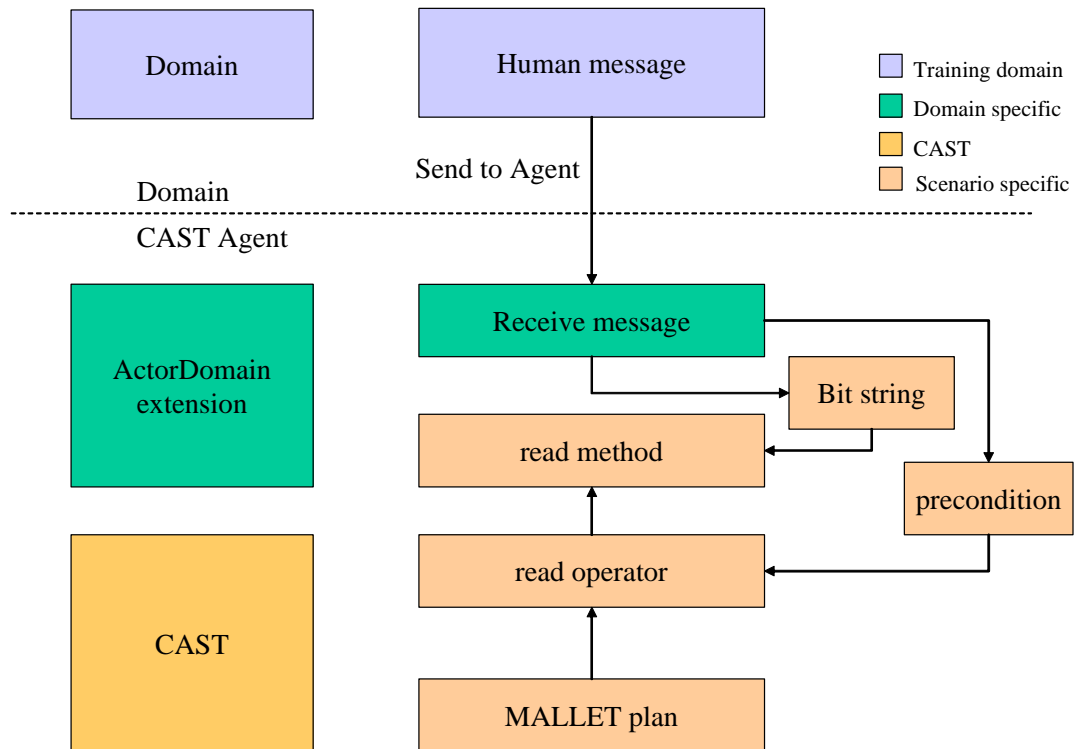 Domain
Human message
Training domain
Domain specific
CAST
Scenario specific
Send to Agent
Domain
CAST Agent
ActorDomain
extension
Receive message
Bit string
read method
precondition
CAST
read operator
MALLET plan